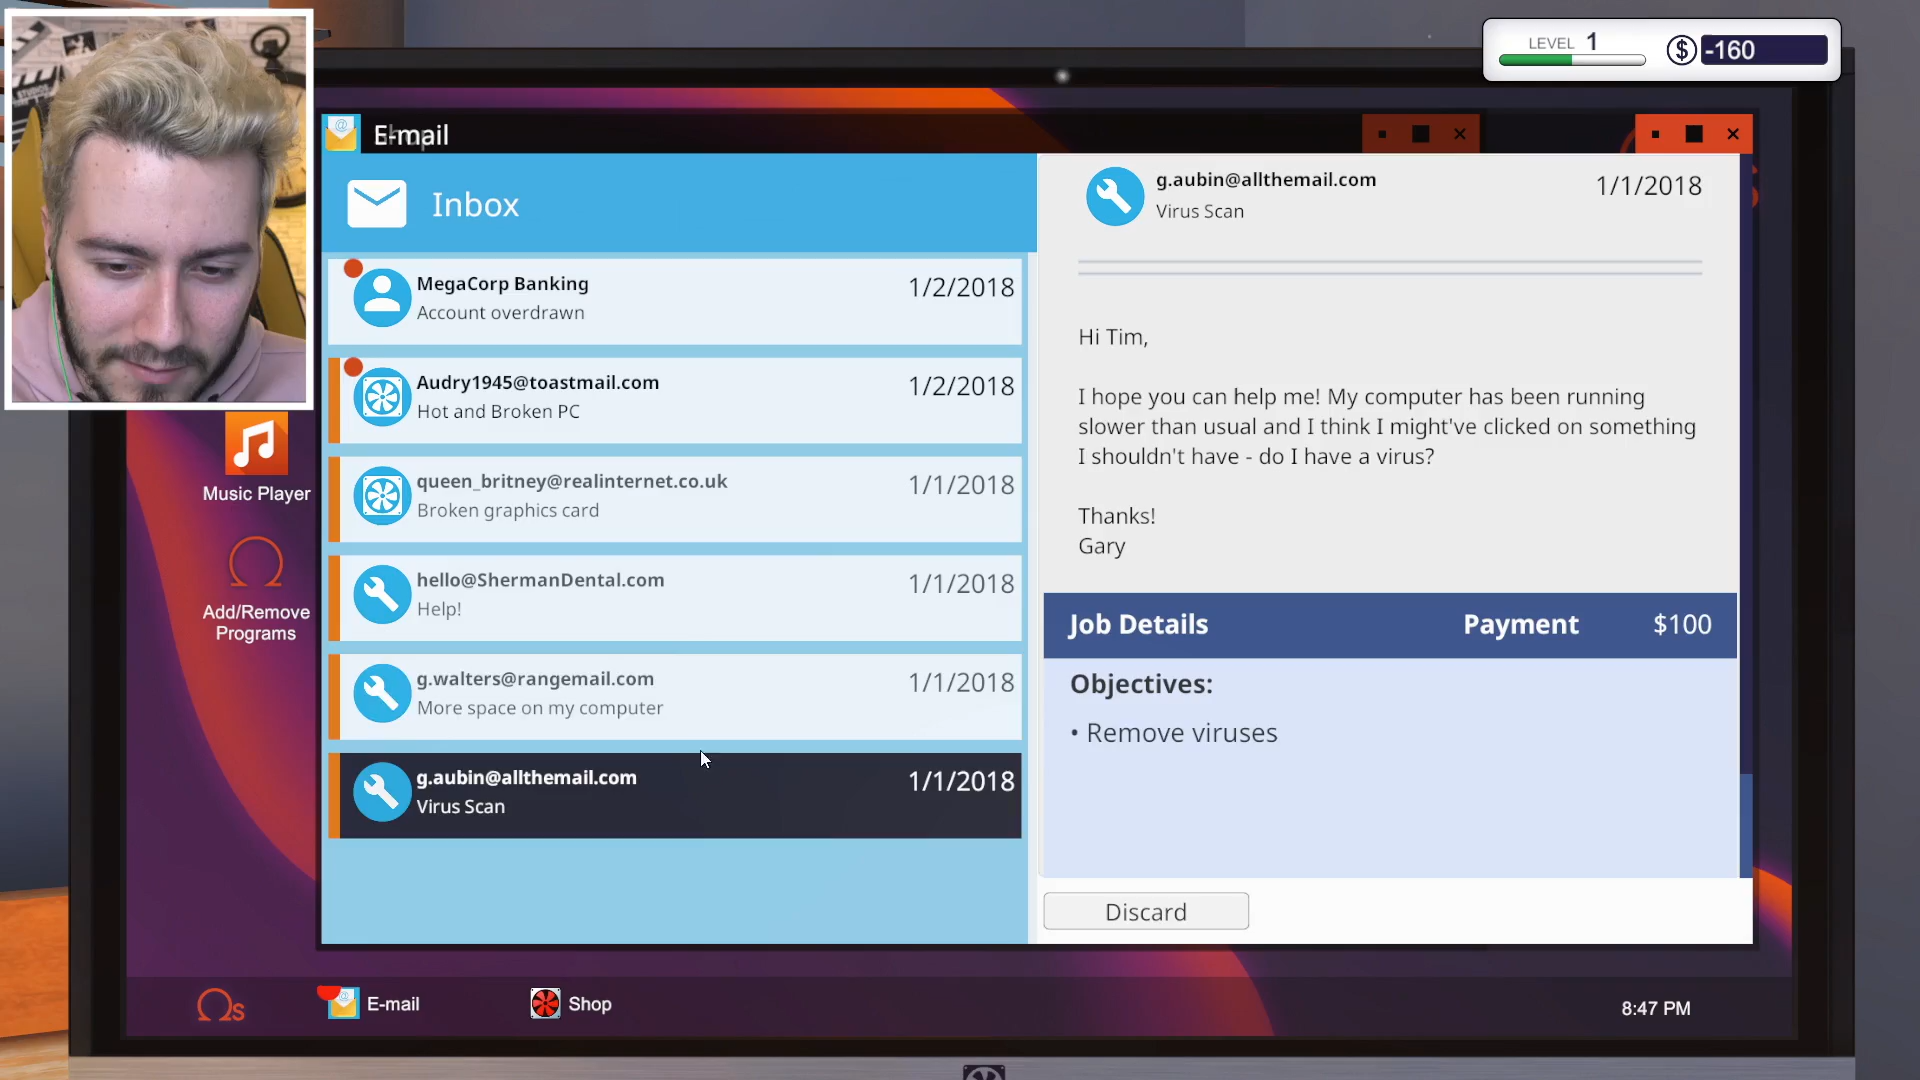 LEVEL 1
$ -160
E-mail
Inbox
MegaCorp Banking
1/2/2018
Account overdrawn
Audry1945@toastmail.com
1/2/2018
Hot and Broken PC
queen_britney@realinternet.co.uk
1/1/2018
Broken graphics card
hello@ShermanDental.com
1/1/2018
Help!
g.walters@rangemail.com
1/1/2018
More space on my computer
g.aubin@allthemail.com
1/1/2018
Virus Scan
g.aubin@allthemail.com
1/1/2018
Virus Scan
Hi Tim,
I hope you can help me! My computer has been running
slower than usual and I think I might've clicked on something
I shouldn't have - do I have a virus?
Thanks!
Gary
Job Details Payment $100
Objectives:
• Remove viruses
Discard
Music Player
Add/Remove
Programs
Ωs
E-mail
Shop
8:47 PM